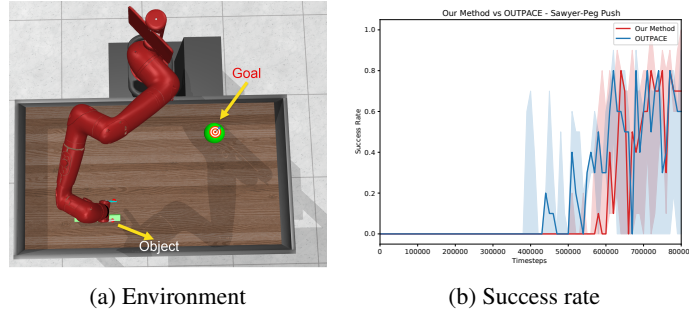 Goal
Object
(a) Environment
Our Method vs OUTPACE - Sawyer-Peg Push
Our Method
OUTPACE
Success Rate
1.0
0.8
0.6
0.4
0.2
0.0
0 100000 200000 300000 400000 500000 600000 700000 800000
Timesteps
(b) Success rate